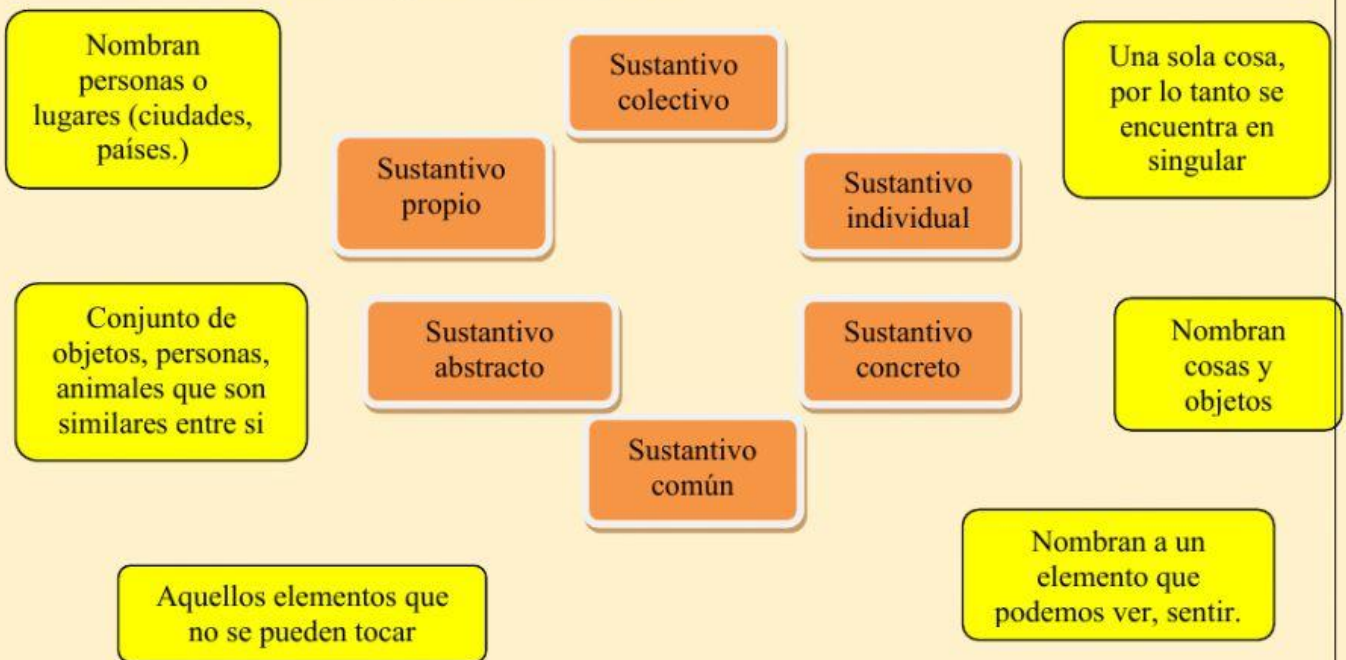 Nombran
personas o
lugares (ciudades,
países.)
Sustantivo
colectivo
Una sola cosa,
por lo tanto se
encuentra en
singular
Sustantivo
propio
Sustantivo
individual
Conjunto de
objetos, personas,
animales que son
similares entre si
Sustantivo
abstracto
Sustantivo
concreto
Nombran
cosas y
objetos
Sustantivo
común
Aquellos elementos que
no se pueden tocar
Nombran a un
elemento que
podemos ver, sentir.